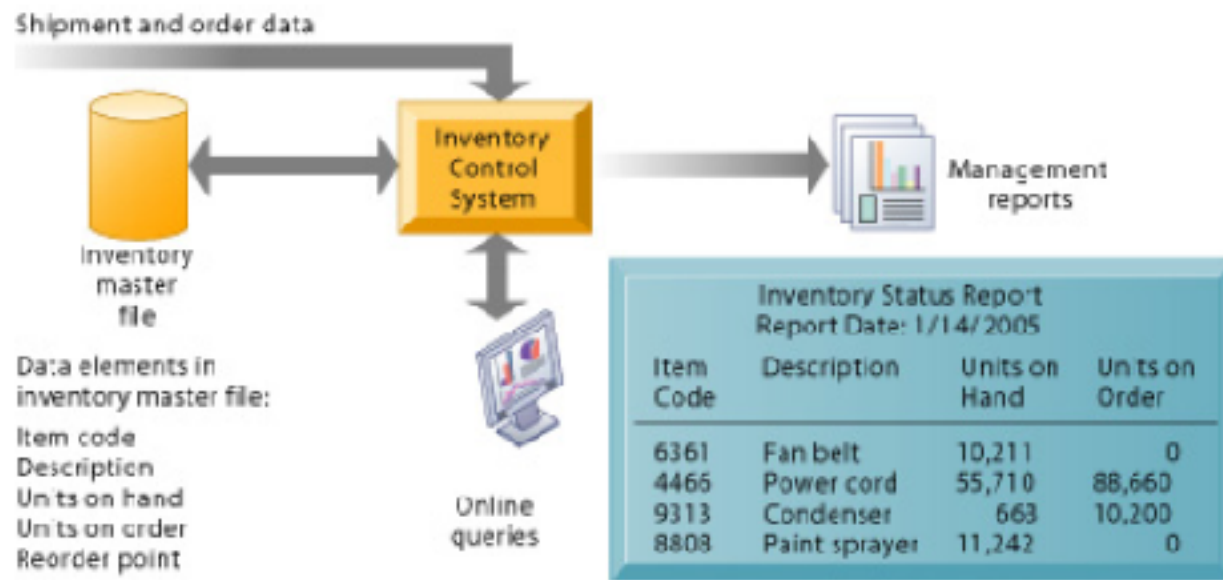 Shipment and order data
Inventory
Control
System
Management
reports
Inventory
master
file
Data elements in
inventory master file:
Item code
Description
Units on hand
Units on order
Reorder point
Online
queries
Inventory Status Report
Report Date: 1/14/2005
Item Code Description Units on Hand Units on Order
6361 Fan belt 10,211 0
4466 Power cord 55,710 88,660
9313 Condenser 663 10,200
8808 Paint sprayer 11,242 0